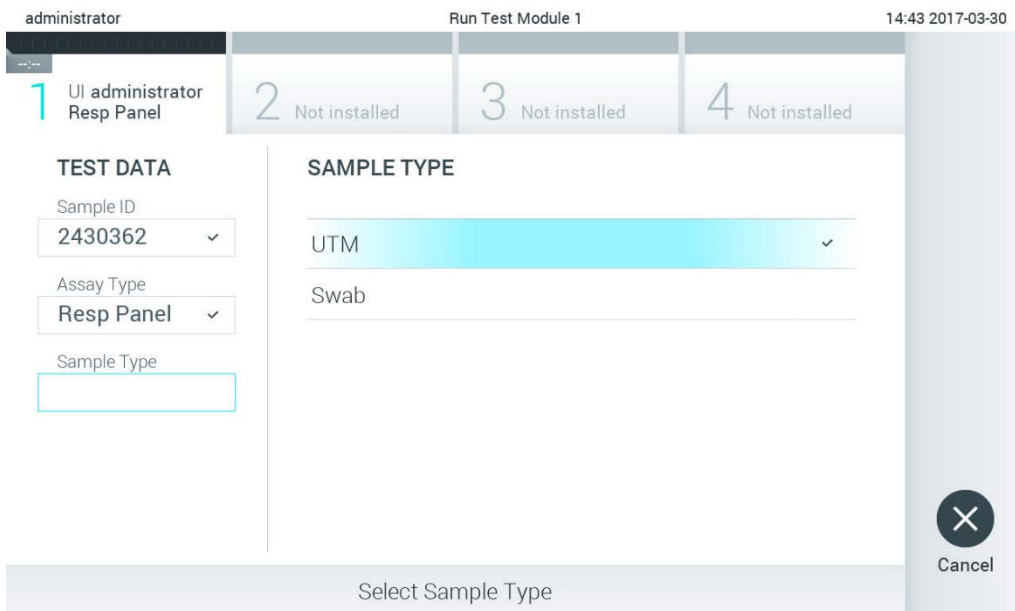 administrator
Run Test Module 1
14:43 2017-03-30
--:--
1
UI administrator
Resp Panel
2 Not installed
3 Not installed
4 Not installed
TEST DATA
Sample ID
2430362
Assay Type
Resp Panel
Sample Type
SAMPLE TYPE
UTM
Swab
Cancel
Select Sample Type